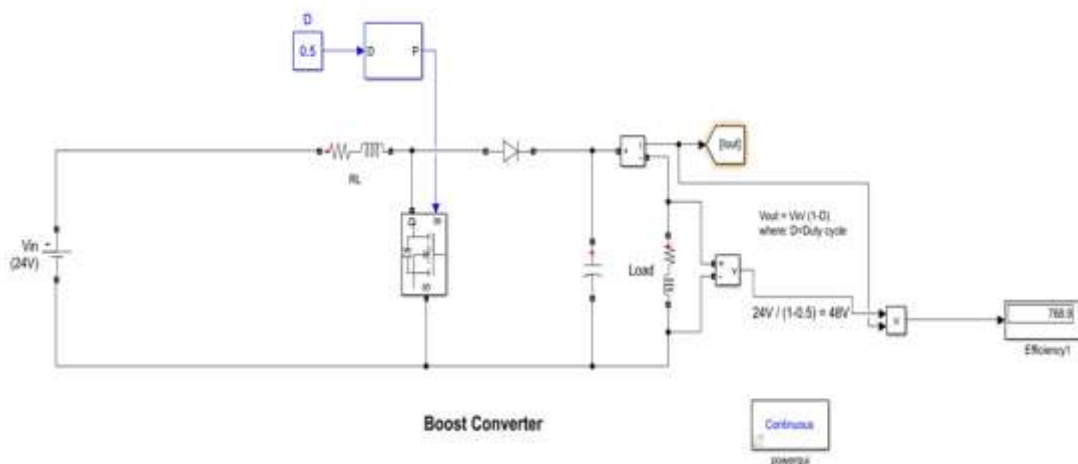 D
0.5
D
P
[Iout]
RL
Vout = Vin/ (1-D)
where: D=Duty cycle
Vin
(24V)
Load
24V / (1-0.5) = 48V
Efficiency1
Boost Converter
Continuous
powergui